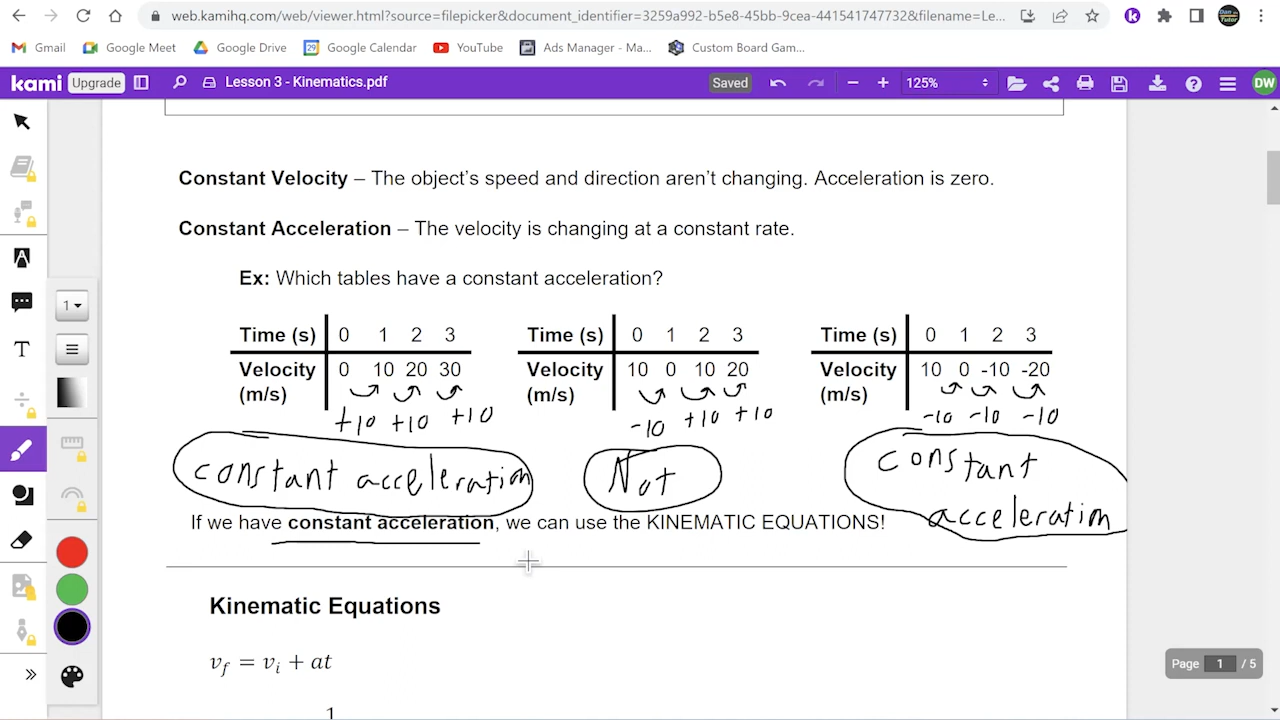 web.kamihq.com/web/viewer.html?source=filepicker&document_identifier=3259a992-b5e8-45bb-9cea-441541747732&filename=Le...
Gmail Google Meet Google Drive 29 Google Calendar YouTube Ads Manager - Ma... Custom Board Gam...
kami Upgrade Lesson 3 - Kinematics.pdf Saved 125% DW
Constant Velocity – The object's speed and direction aren't changing. Acceleration is zero.
Constant Acceleration – The velocity is changing at a constant rate.
Ex: Which tables have a constant acceleration?
Time (s) 0 1 2 3
Velocity 0 10 20 30
(m/s)
+10 +10 +10
constant acceleration
Time (s) 0 1 2 3
Velocity 10 0 10 20
(m/s)
-10 +10 +10
Not
Time (s) 0 1 2 3
Velocity 10 0 -10 -20
(m/s)
-10 -10 -10
constant
acceleration
If we have constant acceleration, we can use the KINEMATIC EQUATIONS!
Kinematic Equations
v_f = v_i + at
1
1
T
Page 1 / 5